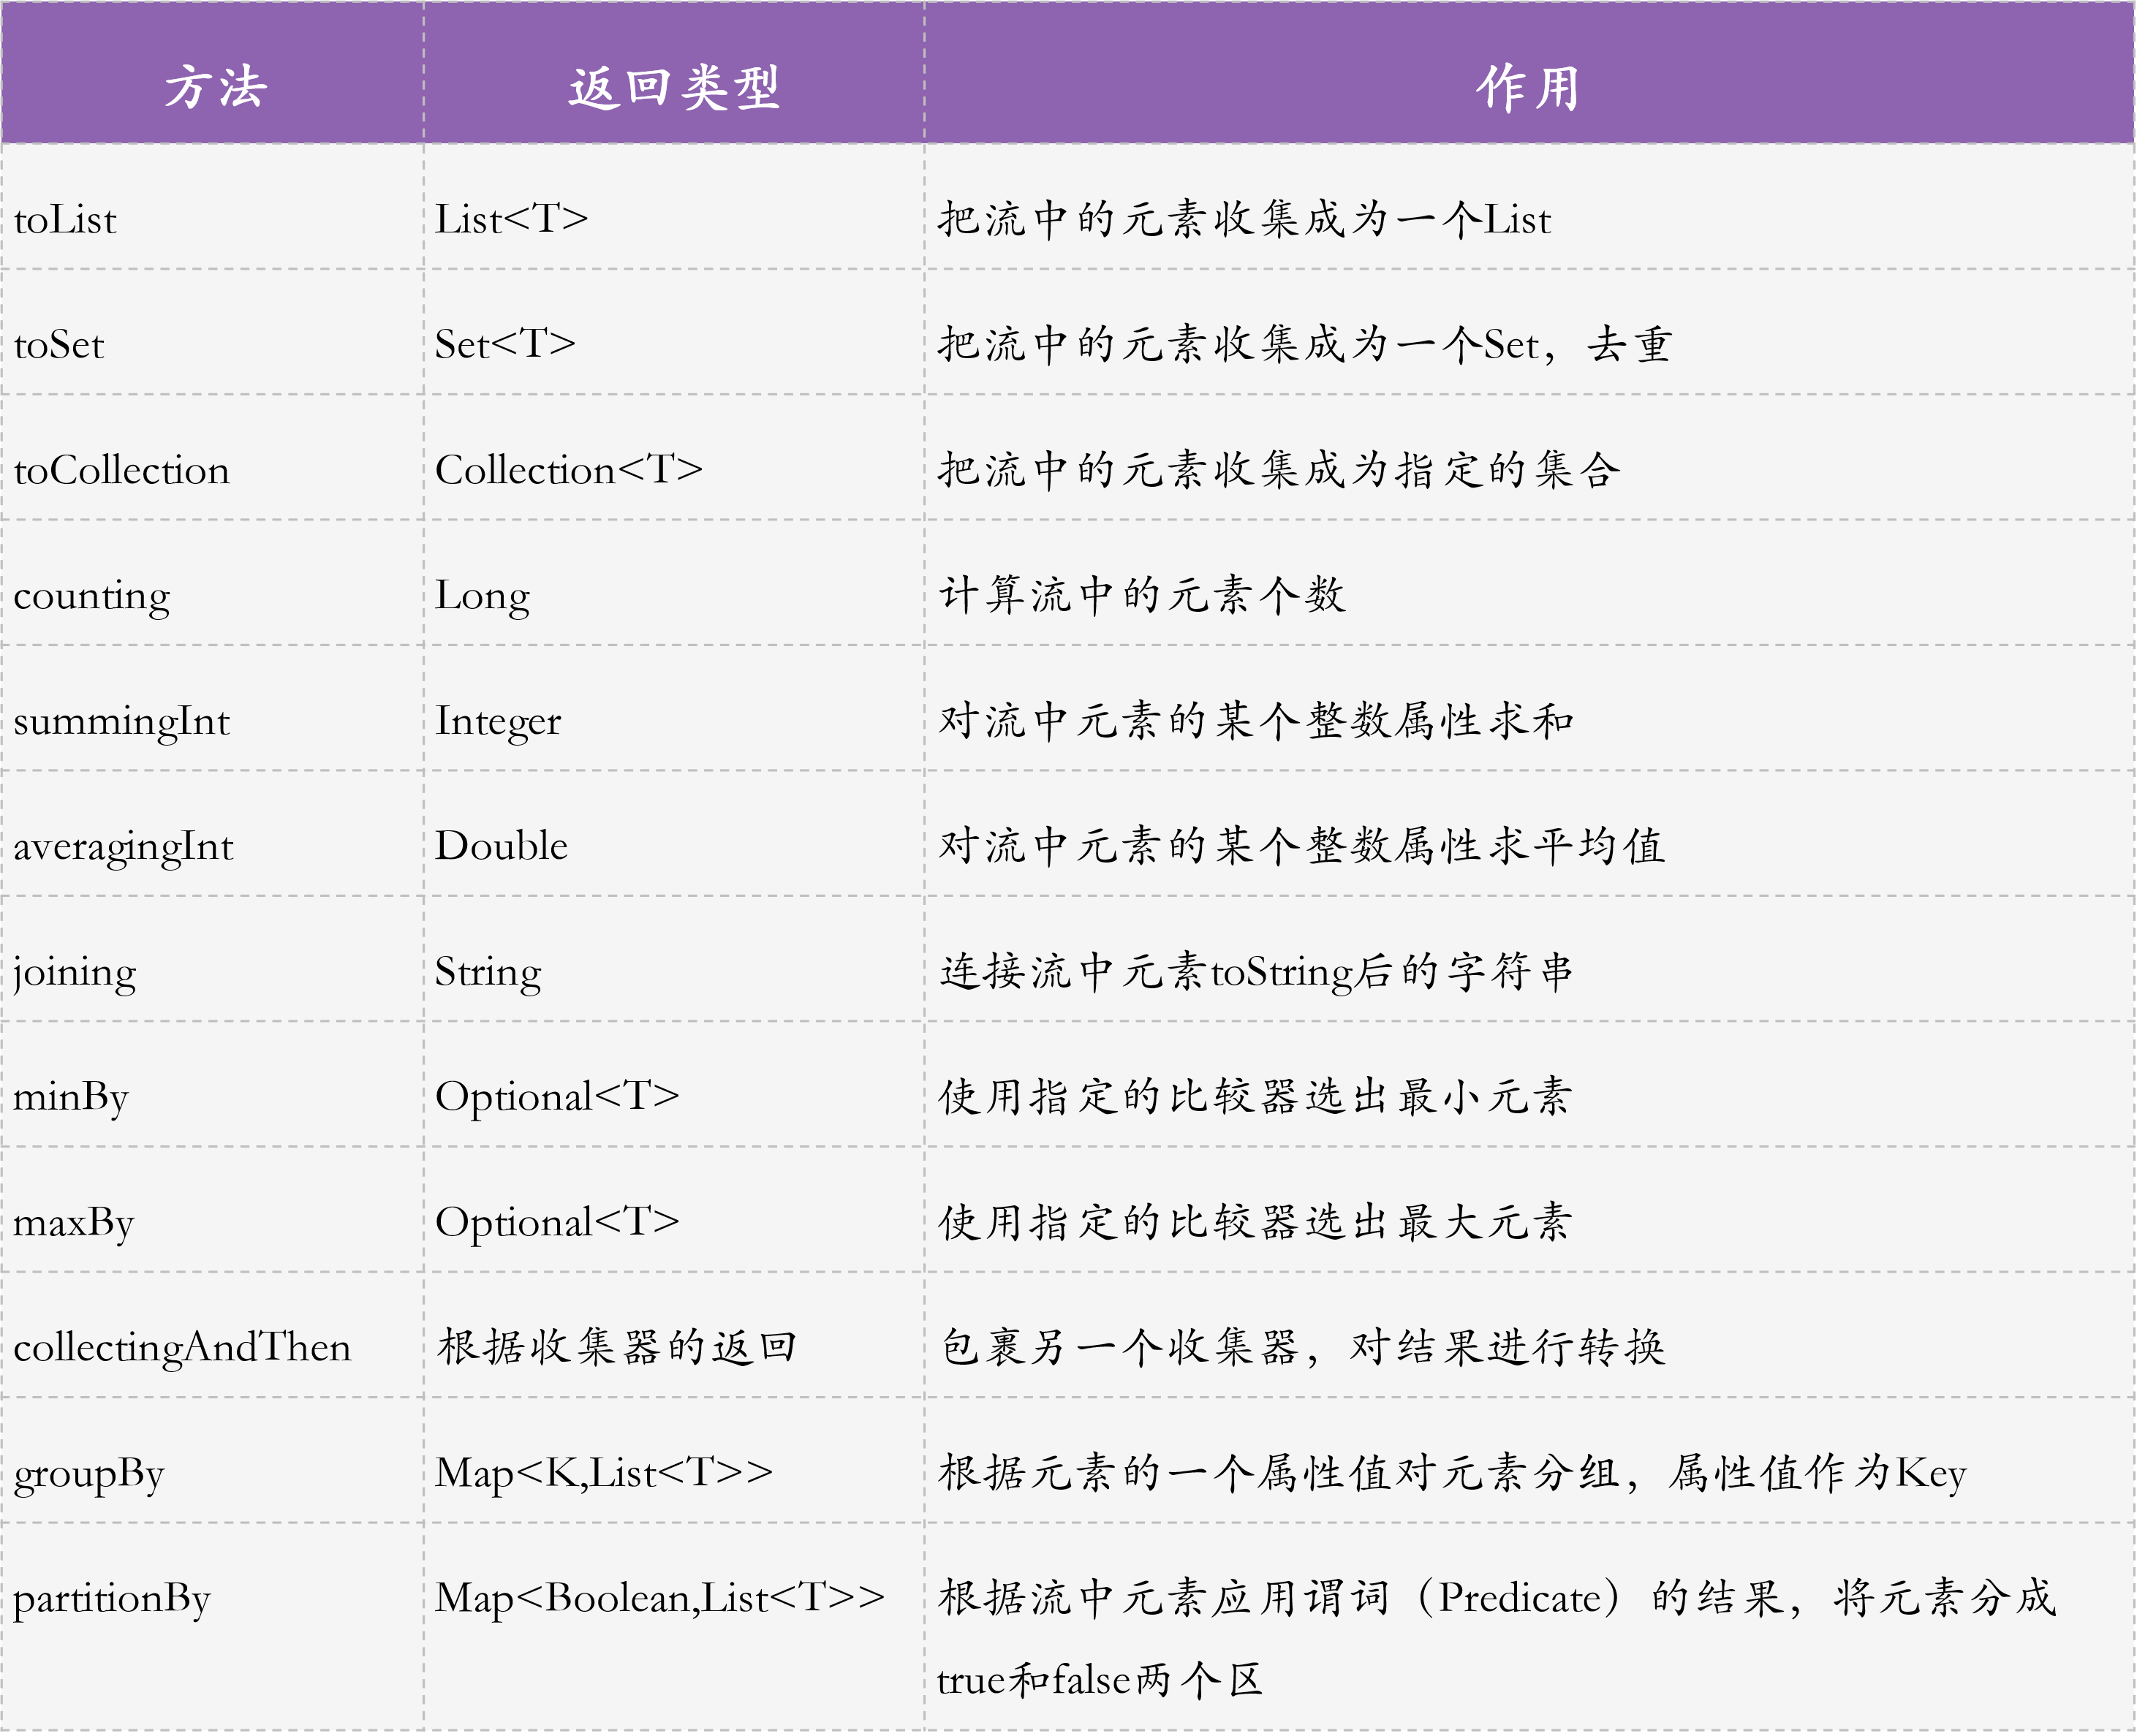 方法 返回类型 作用
toList List<T> 把流中的元素收集成为一个List
toSet Set<T> 把流中的元素收集成为一个Set，去重
toCollection Collection<T> 把流中的元素收集成为指定的集合
counting Long 计算流中的元素个数
summingInt Integer 对流中元素的某个整数属性求和
averagingInt Double 对流中元素的某个整数属性求平均值
joining String 连接流中元素toString后的字符串
minBy Optional<T> 使用指定的比较器选出最小元素
maxBy Optional<T> 使用指定的比较器选出最大元素
collectingAndThen 根据收集器的返回 包裹另一个收集器，对结果进行转换
groupBy Map<K,List<T>> 根据元素的一个属性值对元素分组，属性值作为Key
partitionBy Map<Boolean,List<T>> 根据流中元素应用谓词（Predicate）的结果，将元素分成
true和false两个区